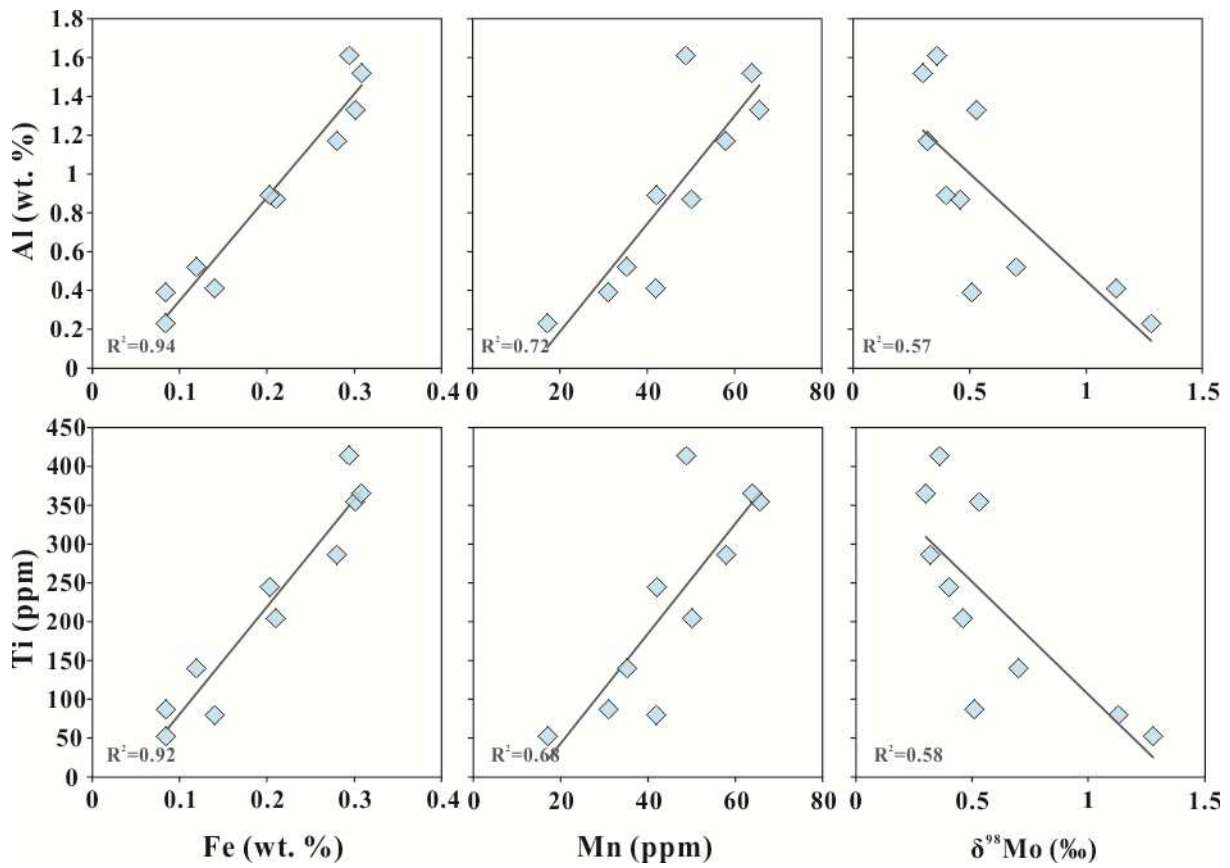 1.8
1.6
1.4
1.2
1
0.8
0.6
0.4
0.2
0
Al (wt. %)
R²=0.94
R²=0.72
R²=0.57
0 0.1 0.2 0.3 0.4
0 20 40 60 80
0 0.5 1 1.5
450
400
350
300
250
200
150
100
50
0
Ti (ppm)
R²=0.92
R²=0.68
R²=0.58
0 0.1 0.2 0.3 0.4
0 20 40 60 80
0 0.5 1 1.5
Fe (wt. %)
Mn (ppm)
δ⁹⁸Mo (‰)